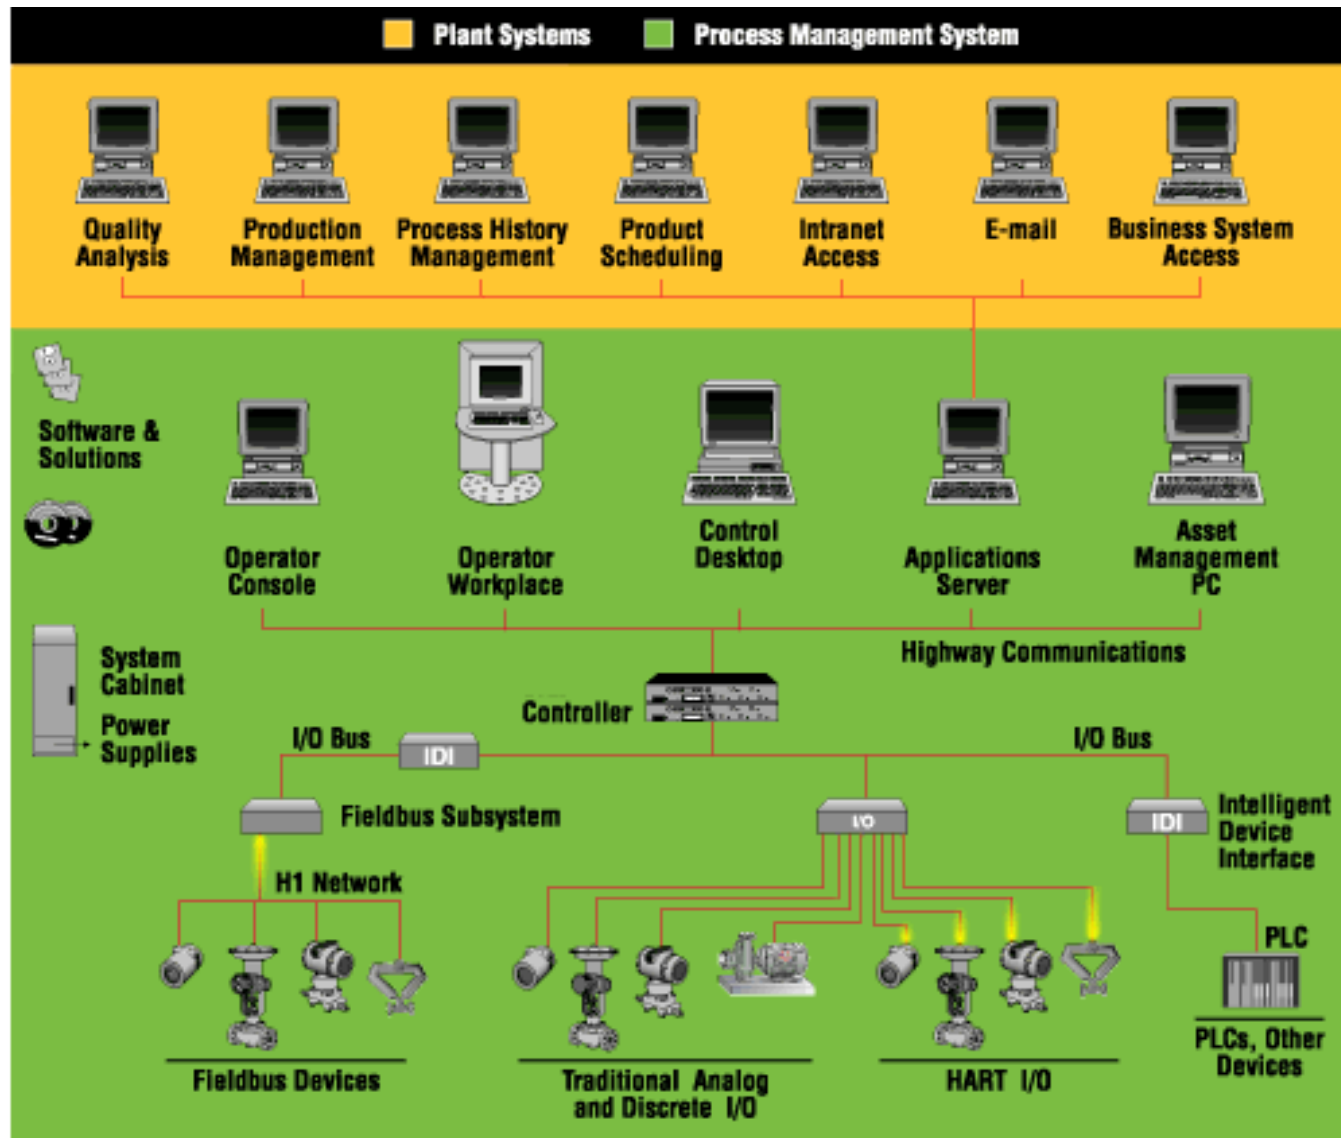 Plant Systems
Process Management System
Quality
Analysis
Production
Management
Process History
Management
Product
Scheduling
Intranet
Access
E-mail
Business System
Access
Software &
Solutions
Operator
Console
Operator
Workplace
Control
Desktop
Applications
Server
Asset
Management
PC
Highway Communications
System
Cabinet
Power
Supplies
Controller
I/O Bus
IDI
I/O Bus
Fieldbus Subsystem
I/O
IDI
Intelligent
Device
Interface
H1 Network
PLC
Fieldbus Devices
Traditional Analog
and Discrete I/O
HART I/O
PLCs, Other
Devices